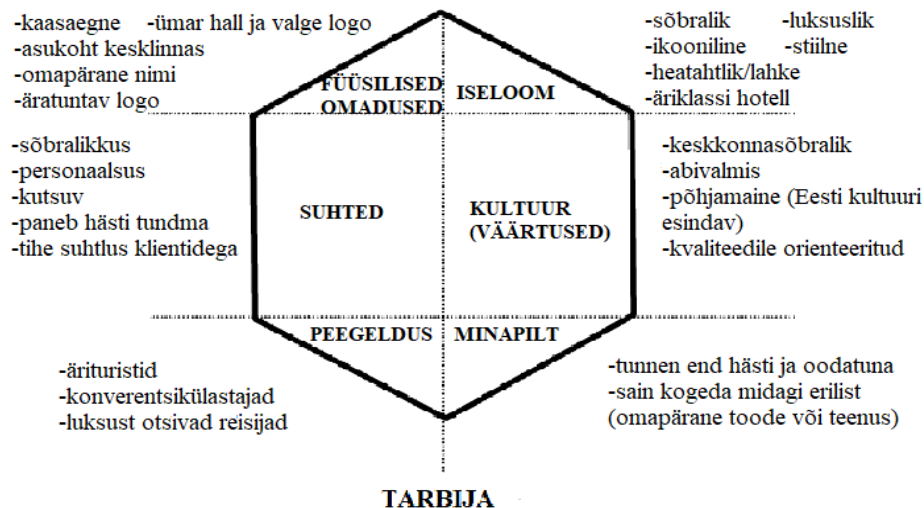 -kaasaegne -ümar hall ja valge logo
-asukoht kesklinnas
-omapärane nimi
-äratuntav logo
-sõbralik -luksuslik
-ikooniline -stiilne
-heatahtlik/lahke
-äriklassi hotell
FÜÜSILISED
OMADUSED
ISELOOM
-sõbralikkus
-personaalsus
-kutsuv
-paneb hästi tundma
-tihe suhtlus klientidega
SUHTED
KULTUUR
(VÄÄRTUSED)
-keskkonnasõbralik
-abivalmis
-põhjamaine (Eesti kultuuri
esindav)
-kvaliteedile orienteeritud
PEEGELDUS
MINAPILT
-ärituristid
-konverentsikülastajad
-luksust otsivad reisijad
-tunnen end hästi ja oodatuna
-sain kogeda midagi erilist
(omapärane toode või teenus)
TARBIJA